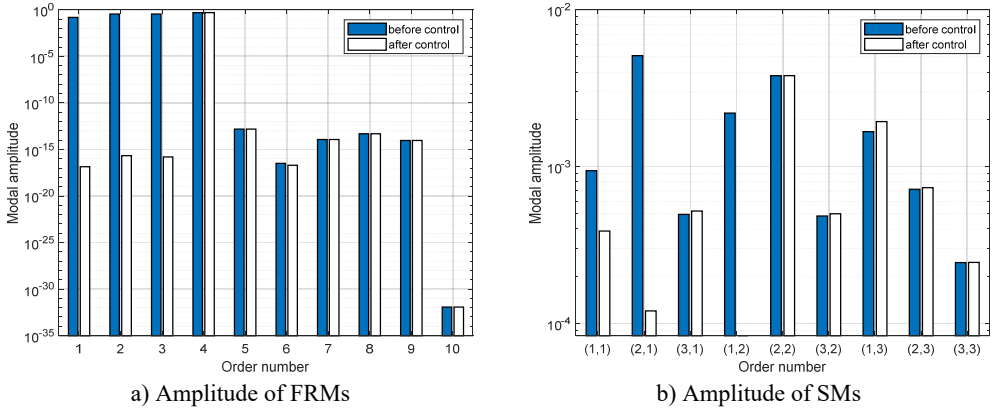 before control
after control
10^0
10^-5
10^-10
10^-15
10^-20
10^-25
10^-30
10^-35
Modal amplitude
1 2 3 4 5 6 7 8 9 10
Order number
a) Amplitude of FRMs
before control
after control
10^-2
10^-3
10^-4
Modal amplitude
(1,1) (2,1) (3,1) (1,2) (2,2) (3,2) (1,3) (2,3) (3,3)
Order number
b) Amplitude of SMs